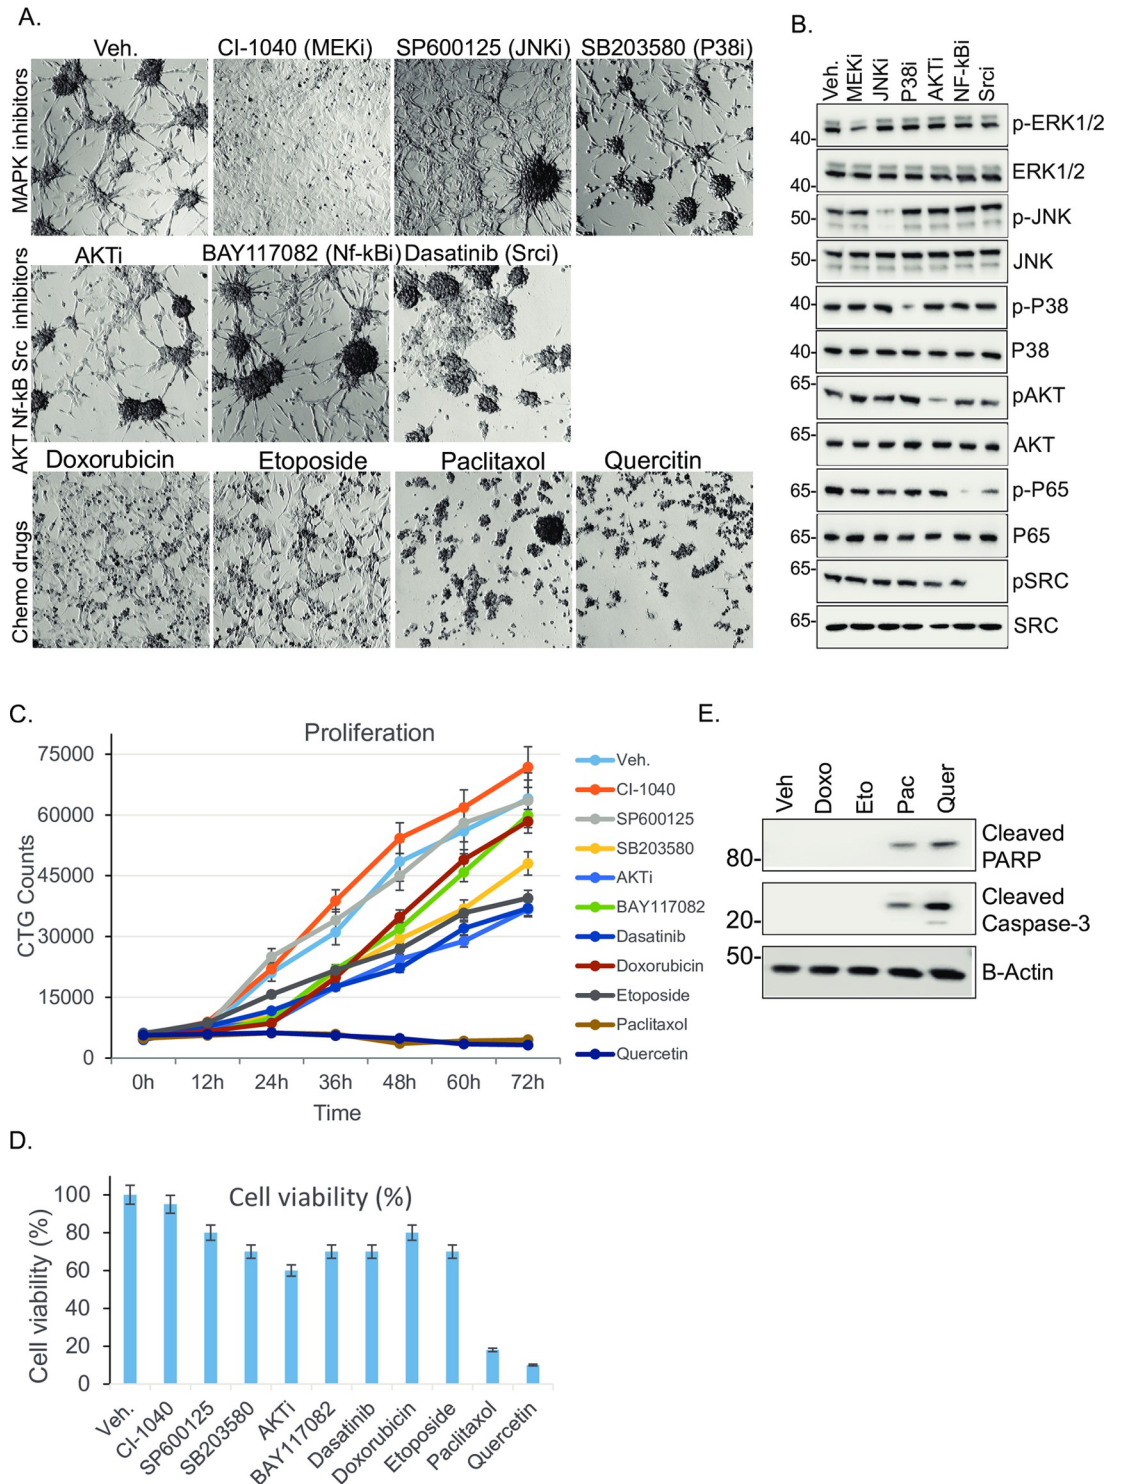 A.
Veh.
CI-1040 (MEKi)
SP600125 (JNKi)
SB203580 (P38i)
MAPK inhibitors
AKTi
BAY117082 (Nf-kBi)
Dasatinib (Srci)
AKT Nf-kB Src inhibitors
Doxorubicin
Etoposide
Paclitaxol
Quercitin
Chemo drugs
B.
Veh.
MEKi
JNKi
P38i
AKTi
NF-kBi
Srci
40-
p-ERK1/2
40-
ERK1/2
50-
p-JNK
50-
JNK
40-
p-P38
40-
P38
65-
pAKT
65-
AKT
65-
p-P65
65-
P65
65-
pSRC
65-
SRC
C.
Proliferation
CTG Counts
75000
60000
45000
30000
15000
0
0h
12h
24h
36h
48h
60h
72h
Time
Veh.
CI-1040
SP600125
SB203580
AKTi
BAY117082
Dasatinib
Doxorubicin
Etoposide
Paclitaxol
Quercetin
E.
Veh
Doxo
Eto
Pac
Quer
80-
Cleaved
PARP
20-
Cleaved
Caspase-3
50-
B-Actin
D.
Cell viability (%)
Cell viability (%)
100
80
60
40
20
0
Veh.
CI-1040
SP600125
SB203580
AKTi
BAY117082
Dasatinib
Doxorubicin
Etoposide
Paclitaxol
Quercetin